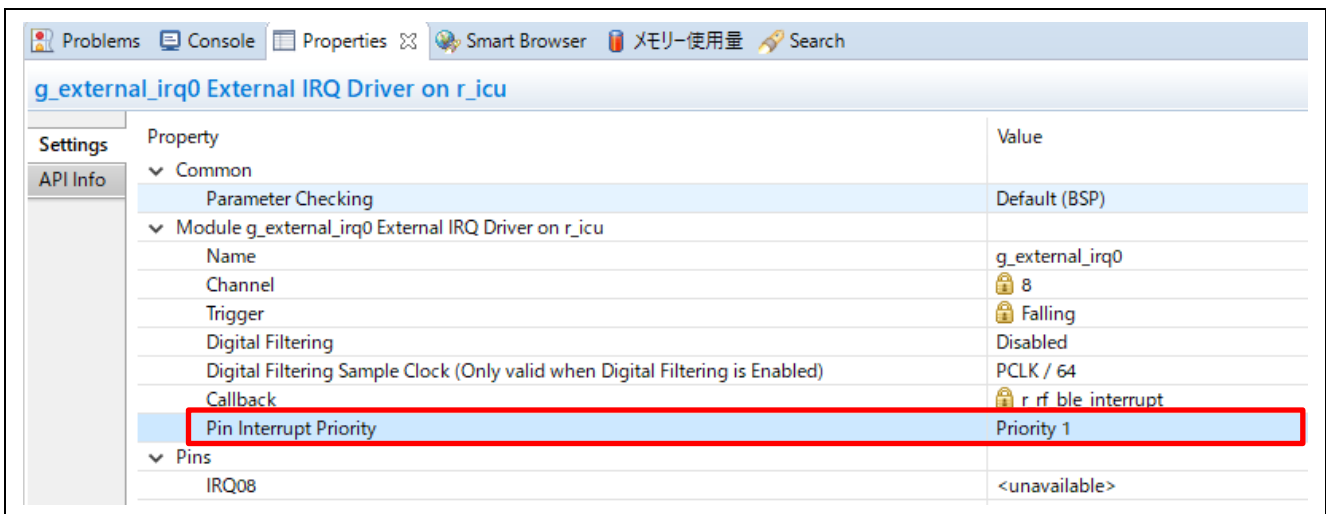 Problems Console Properties Smart Browser メモリー使用量 Search
g_external_irq0 External IRQ Driver on r_icu
Settings
API Info
Property Value
Common
Parameter Checking Default (BSP)
Module g_external_irq0 External IRQ Driver on r_icu
Name g_external_irq0
Channel 8
Trigger Falling
Digital Filtering Disabled
Digital Filtering Sample Clock (Only valid when Digital Filtering is Enabled) PCLK / 64
Callback r_rf_ble_interrupt
Pin Interrupt Priority Priority 1
Pins
IRQ08 <unavailable>